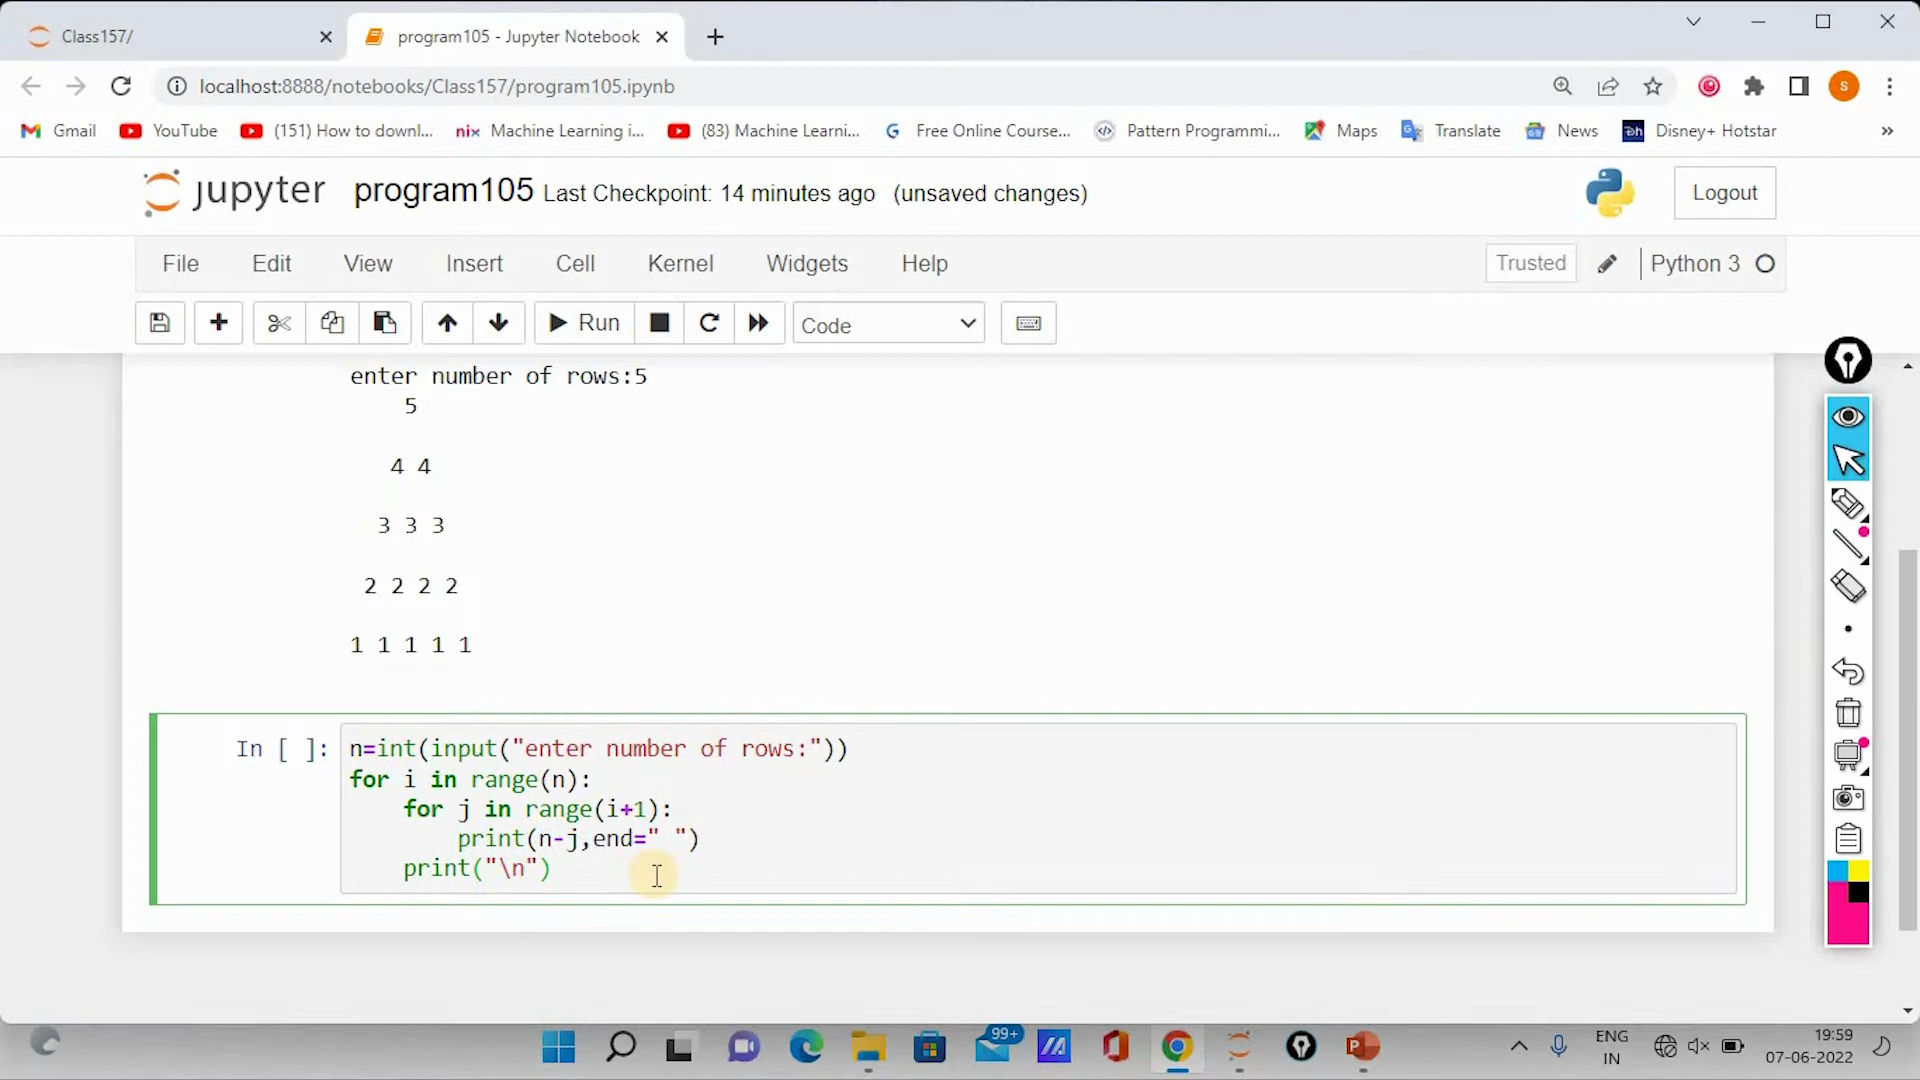 Class157/
program105 - Jupyter Notebook
localhost:8888/notebooks/Class157/program105.ipynb
S
Gmail
YouTube
(151) How to downl...
nix Machine Learning i...
(83) Machine Learni...
G Free Online Course...
Pattern Programmi...
Maps
Translate
News
Disney+ Hotstar
»
jupyter program105 Last Checkpoint: 14 minutes ago (unsaved changes)
Logout
File Edit View Insert Cell Kernel Widgets Help
Trusted
Python 3
Run
Code
enter number of rows:5
5
4 4
3 3 3
2 2 2 2
1 1 1 1 1
In [ ]: n=int(input("enter number of rows:"))
for i in range(n):
for j in range(i+1):
print(n-j,end=" ")
print("\n")
99+
ENG
IN
19:59
07-06-2022